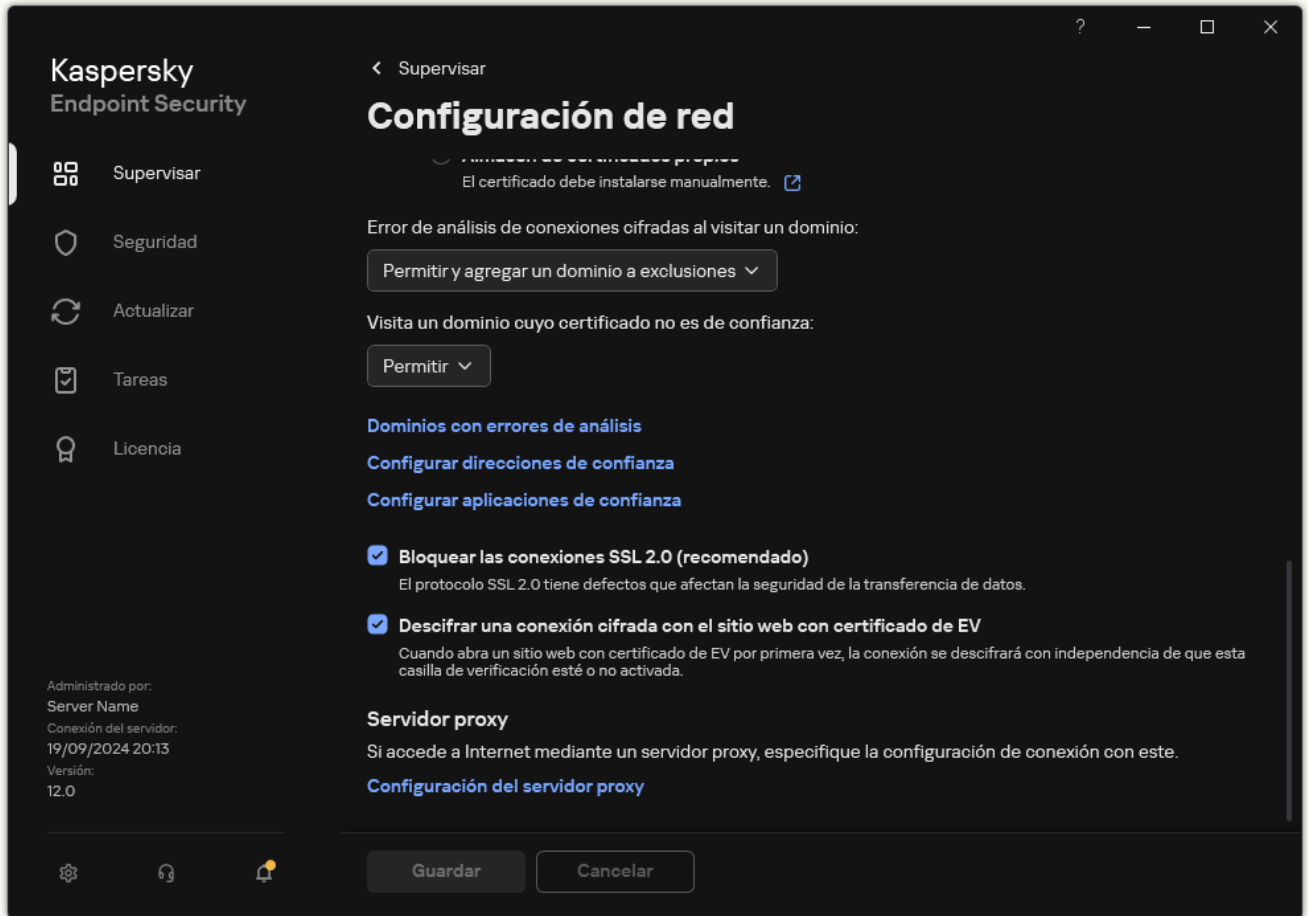 ?
Kaspersky
Endpoint Security
Supervisar
Seguridad
Actualizar
Tareas
Licencia
Administrado por:
Server Name
Conexión del servidor:
19/09/2024 20:13
Versión:
12.0
Supervisar
Configuración de red
Almacén de certificados propios
El certificado debe instalarse manualmente.
Error de análisis de conexiones cifradas al visitar un dominio:
Permitir y agregar un dominio a exclusiones
Visita un dominio cuyo certificado no es de confianza:
Permitir
Dominios con errores de análisis
Configurar direcciones de confianza
Configurar aplicaciones de confianza
Bloquear las conexiones SSL 2.0 (recomendado)
El protocolo SSL 2.0 tiene defectos que afectan la seguridad de la transferencia de datos.
Descifrar una conexión cifrada con el sitio web con certificado de EV
Cuando abra un sitio web con certificado de EV por primera vez, la conexión se descifrará con independencia de que esta
casilla de verificación esté o no activada.
Servidor proxy
Si accede a Internet mediante un servidor proxy, especifique la configuración de conexión con este.
Configuración del servidor proxy
Guardar
Cancelar